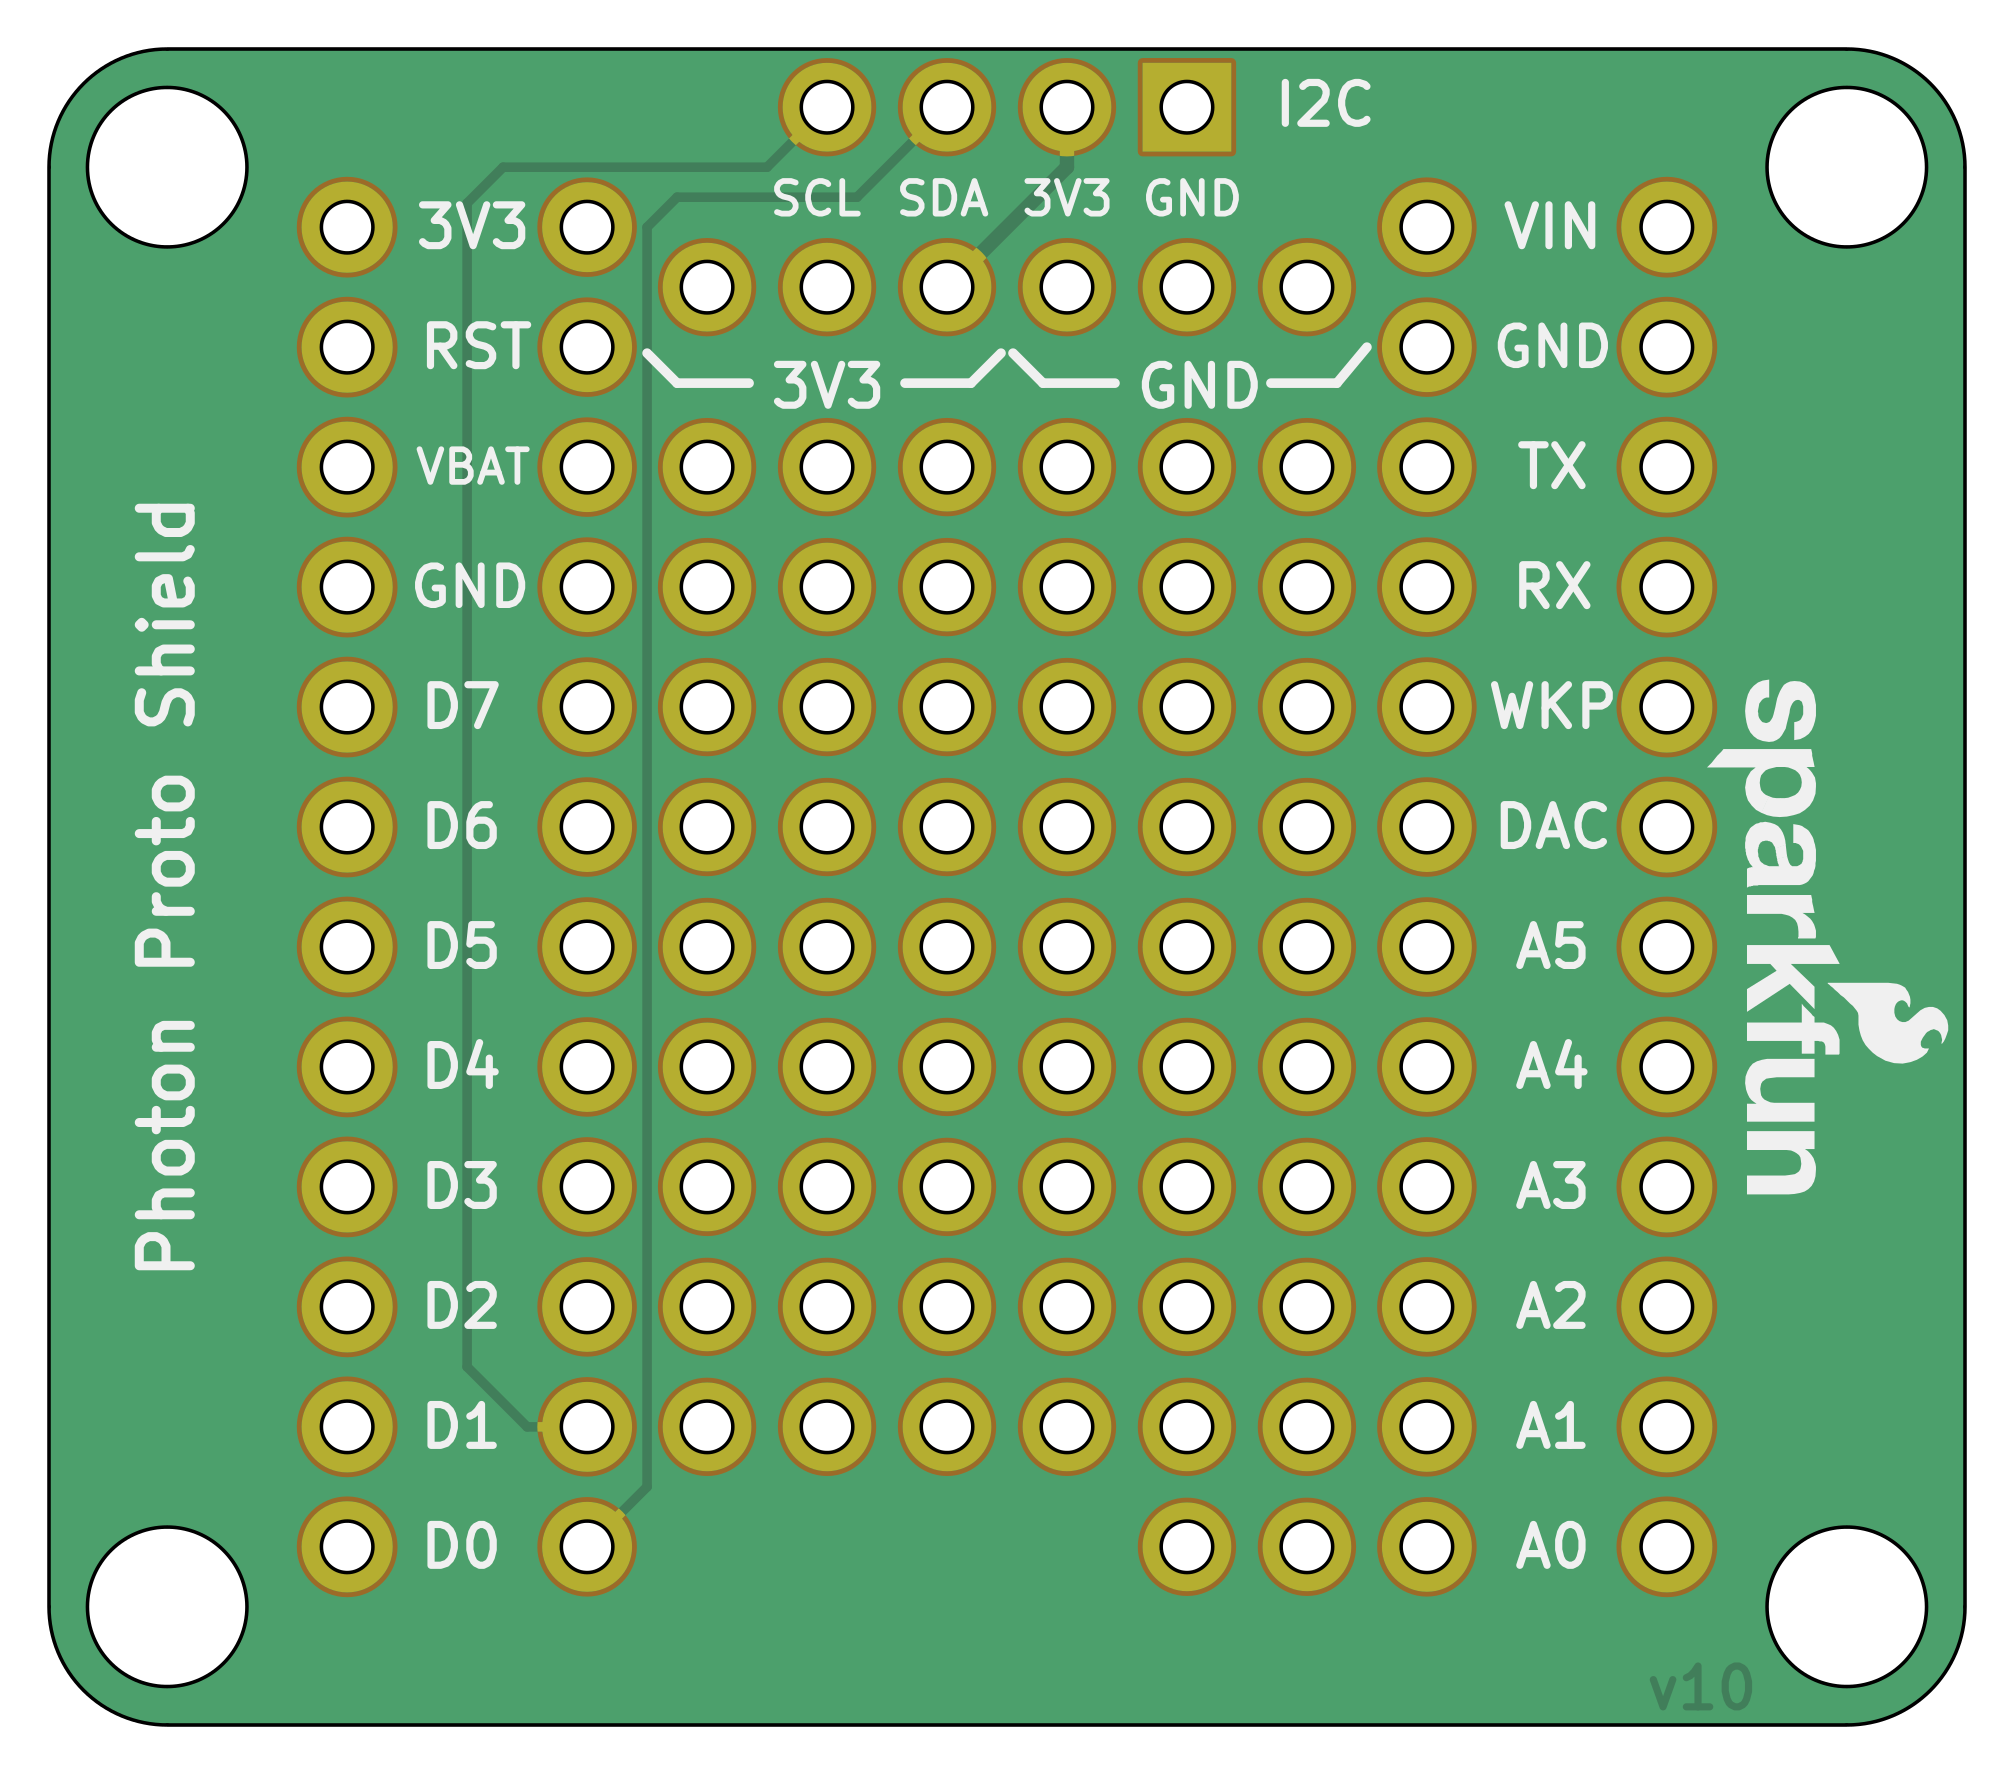 I2C
SCL SDA 3V3 GND
3V3 VIN
RST GND
3V3 GND
VBAT TX
GND RX
D7 WKP
D6 DAC
D5 A5
D4 A4
D3 A3
D2 A2
D1 A1
D0 A0
Photon Proto Shield
sparkfun
v10